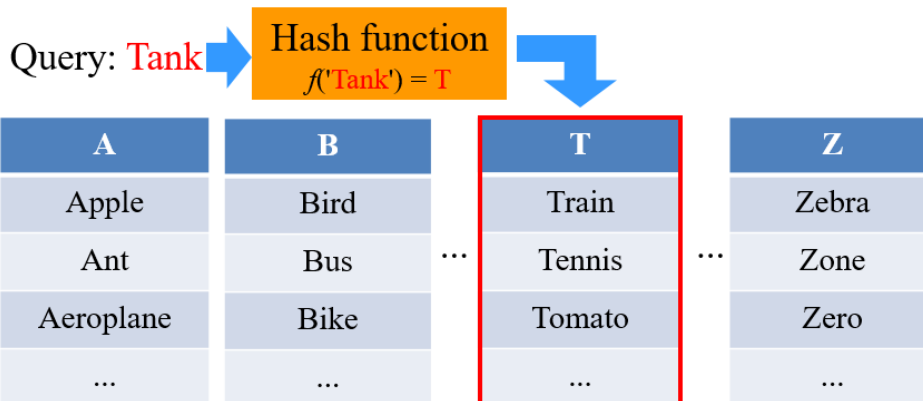 Query: Tank
Hash function
f('Tank') = T
A B T Z
Apple Bird Train Zebra
Ant Bus ... Tennis ... Zone
Aeroplane Bike Tomato Zero
... ... ... ...